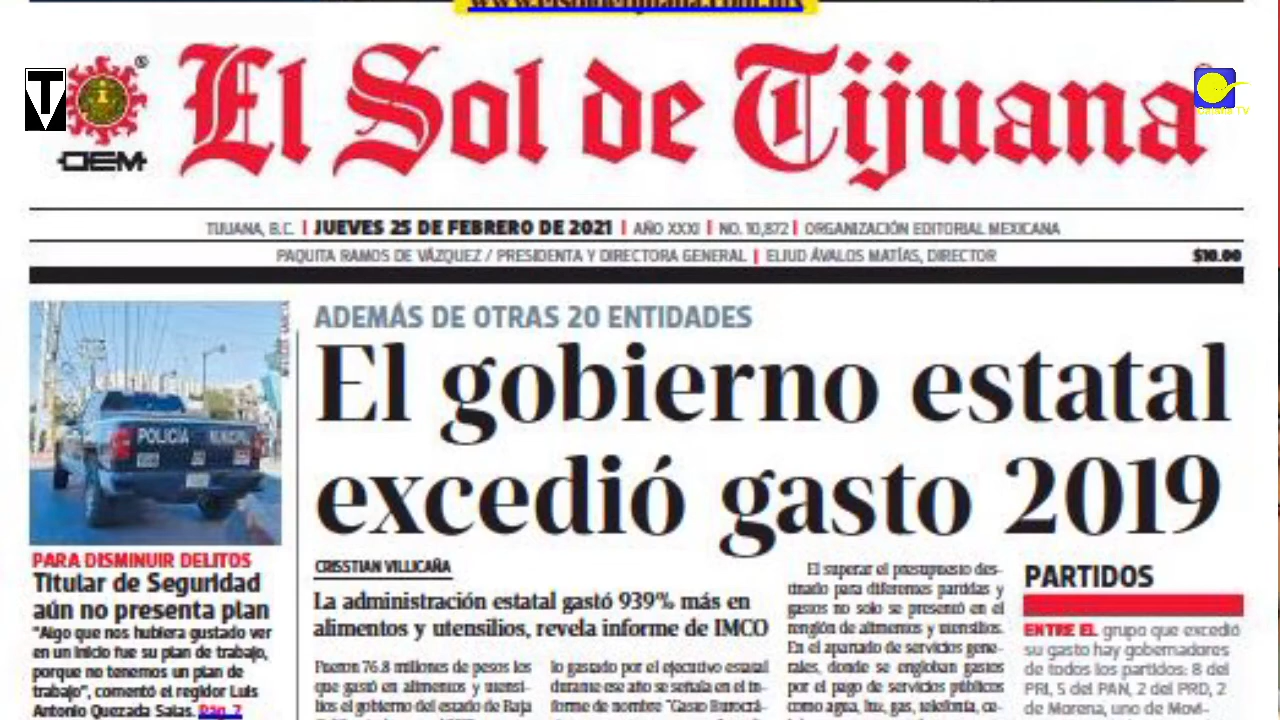 www.elsoldetijuana.com.mx
T
OEM
®
El Sol de Tijuana
TIJUANA, B.C. | JUEVES 25 DE FEBRERO DE 2021 | AÑO XXXI | NO. 10,872 | ORGANIZACIÓN EDITORIAL MEXICANA
PAQUITA RAMOS DE VÁZQUEZ / PRESIDENTA Y DIRECTORA GENERAL | ELIUD ÁVALOS MATÍAS, DIRECTOR
$10.00
POLICÍA MUNICIPAL
PARA DISMINUIR DELITOS
Titular de Seguridad
aún no presenta plan
"Algo que nos hubiera gustado ver
en un inicio fue su plan de trabajo,
porque no tenemos un plan de
trabajo", comentó el regidor Luis
Antonio Quezada Salas. Pág. 7
ADEMÁS DE OTRAS 20 ENTIDADES
El gobierno estatal
excedió gasto 2019
CRISSTIAN VILLICAÑA
La administración estatal gastó 939% más en
alimentos y utensilios, revela informe de IMCO
Fueron 76.8 millones de pesos los
que gastó en alimentos y utensi-
lios el gobierno del estado de Baja
lo gastado por el ejecutivo estatal
durante ese año se señala en el in-
forme de nombre "Gasto Burocrá-
El superar el presupuesto des-
tinado para diferentes partidas y
gastos no solo se presentó en el
renglón de alimentos y utensilios.
En el apartado de servicios gene-
rales, donde se engloban gastos
por el pago de servicios públicos
como agua, luz, gas, telefonía, ce-
PARTIDOS
ENTRE EL grupo que excedió
su gasto hay gobernadores
de todos los partidos: 8 del
PRI, 5 del PAN, 2 del PRD, 2
de Morena, uno de Movi-